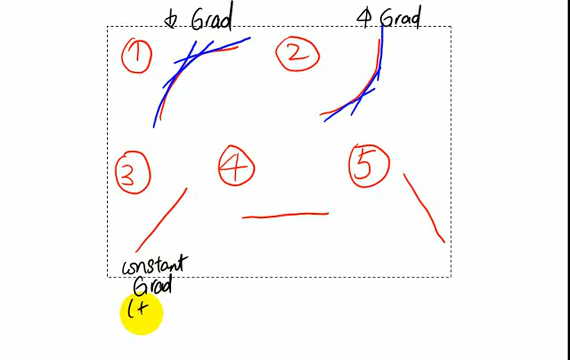 ↓ Grad
↑ Grad
①
②
③
④
⑤
constant
Grad
(+